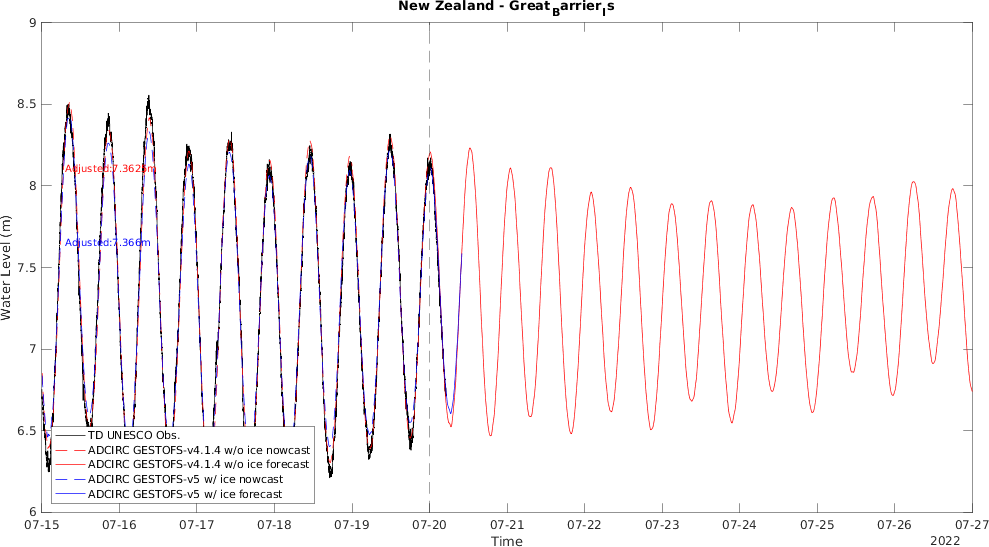 New Zealand - Great_Barrier_Is
9
8.5
8
7.5
7
6.5
6
Water Level (m)
Adjusted:7.3628m
Adjusted:7.366m
TD UNESCO Obs.
ADCIRC GESTOFS-v4.1.4 w/o ice nowcast
ADCIRC GESTOFS-v4.1.4 w/o ice forecast
ADCIRC GESTOFS-v5 w/ ice nowcast
ADCIRC GESTOFS-v5 w/ ice forecast
07-15 07-16 07-17 07-18 07-19 07-20 07-21 07-22 07-23 07-24 07-25 07-26 07-27
Time
2022